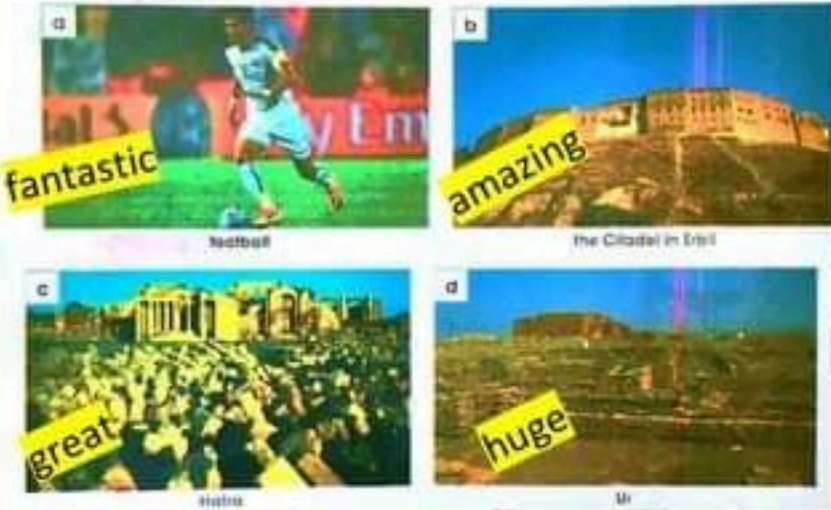 a
b
fantastic
amazing
football
the Citadel in Erbil
c
d
great
huge
Hatra
Ur